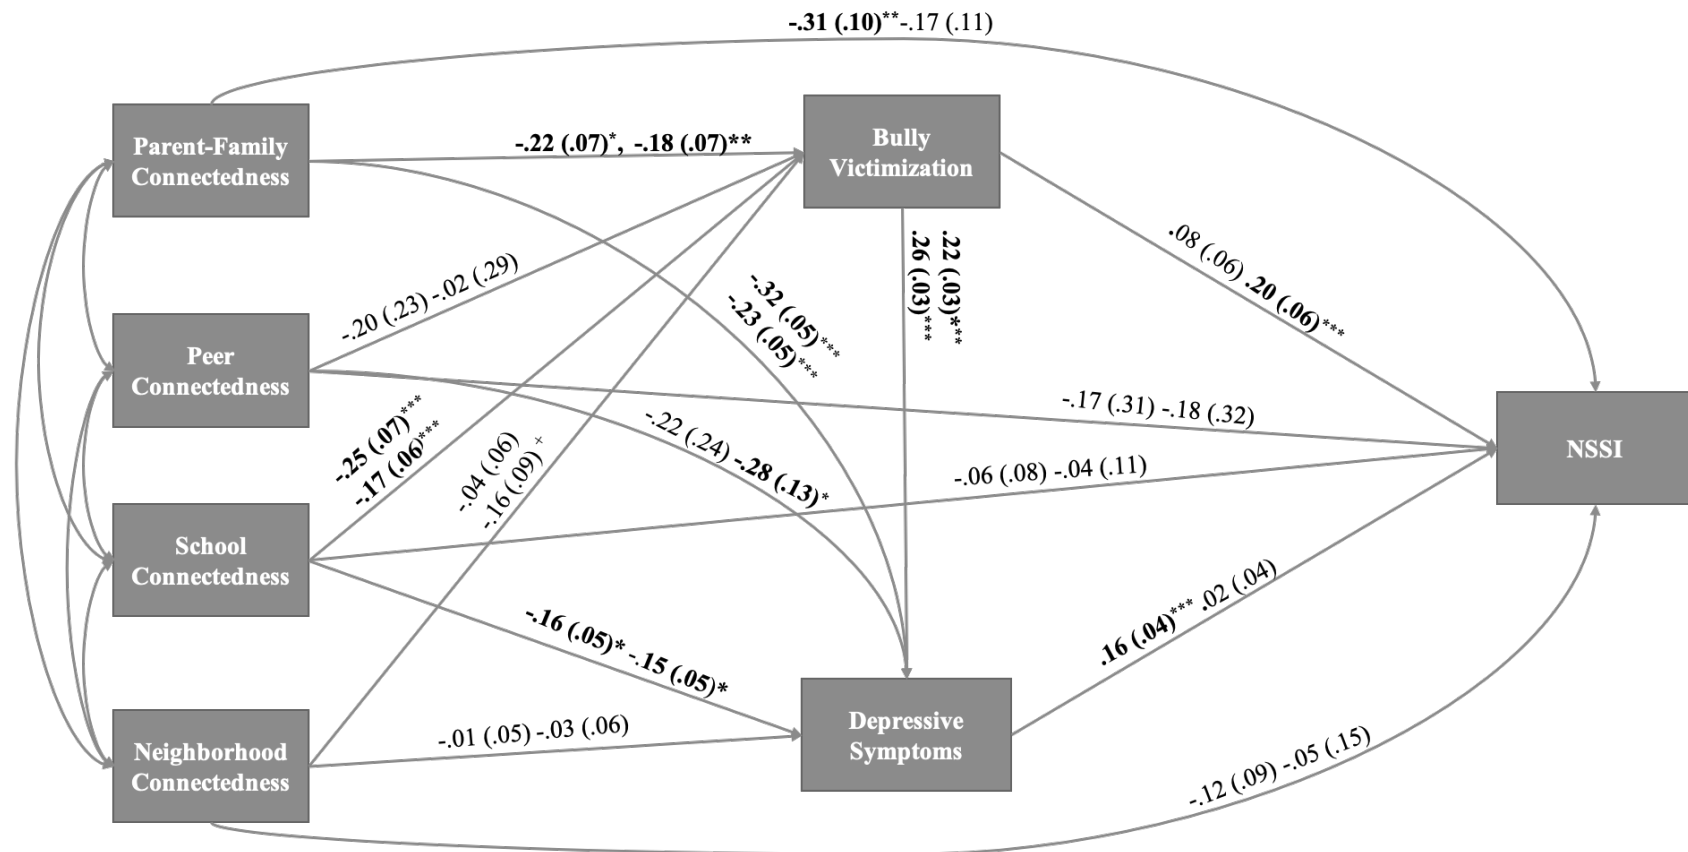 -.31 (.10)**-.17 (.11)
Parent-Family
Connectedness
Bully
Victimization
-.22 (.07)*, -.18 (.07)**
.08 (.06) .20 (.06)***
.22 (.03)***
.26 (.03)***
-.20 (.23) -.02 (.29)
-.32 (.05)***
-.23 (.05)***
Peer
Connectedness
-.17 (.31) -.18 (.32)
NSSI
-.25 (.07)***
-.17 (.06)***
-.04 (.06)
-.16 (.09) +
-.22 (.24) -.28 (.13)*
-.06 (.08) -.04 (.11)
School
Connectedness
-.16 (.05)* -.15 (.05)*
.16 (.04)*** .02 (.04)
Depressive
Symptoms
Neighborhood
Connectedness
-.01 (.05) -.03 (.06)
-.12 (.09) -.05 (.15)